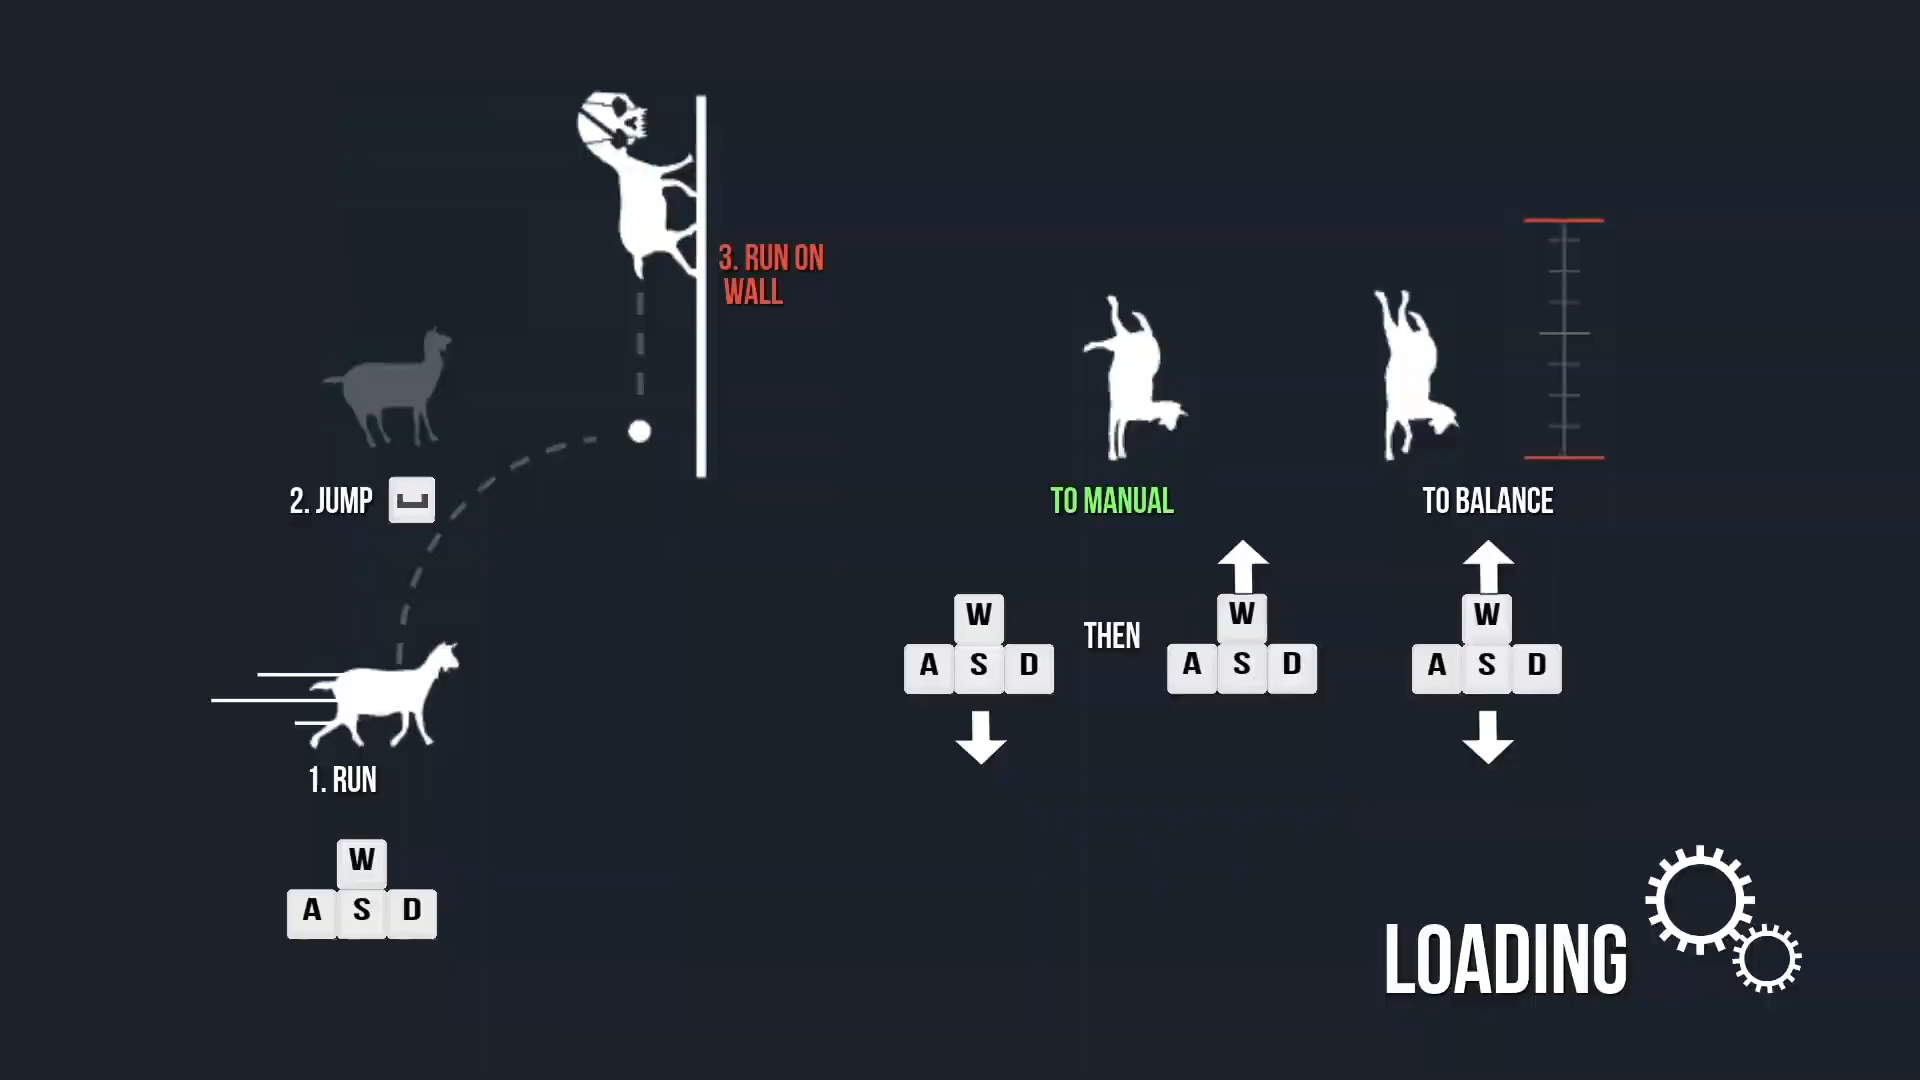 3. RUN ON
WALL
2. JUMP
1. RUN
W
A S D
TO MANUAL
W
A S D
THEN
W
A S D
TO BALANCE
W
A S D
LOADING